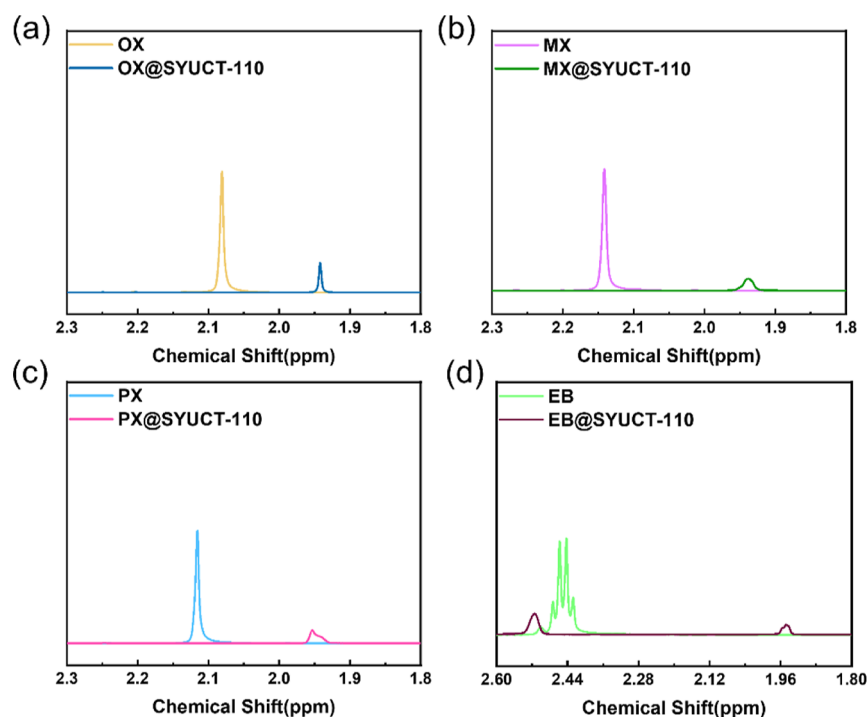 (a)
OX
OX@SYUCT-110
2.3 2.2 2.1 2.0 1.9 1.8
Chemical Shift(ppm)
(b)
MX
MX@SYUCT-110
2.3 2.2 2.1 2.0 1.9 1.8
Chemical Shift(ppm)
(c)
PX
PX@SYUCT-110
2.3 2.2 2.1 2.0 1.9 1.8
Chemical Shift(ppm)
(d)
EB
EB@SYUCT-110
2.60 2.44 2.28 2.12 1.96 1.80
Chemical Shift(ppm)